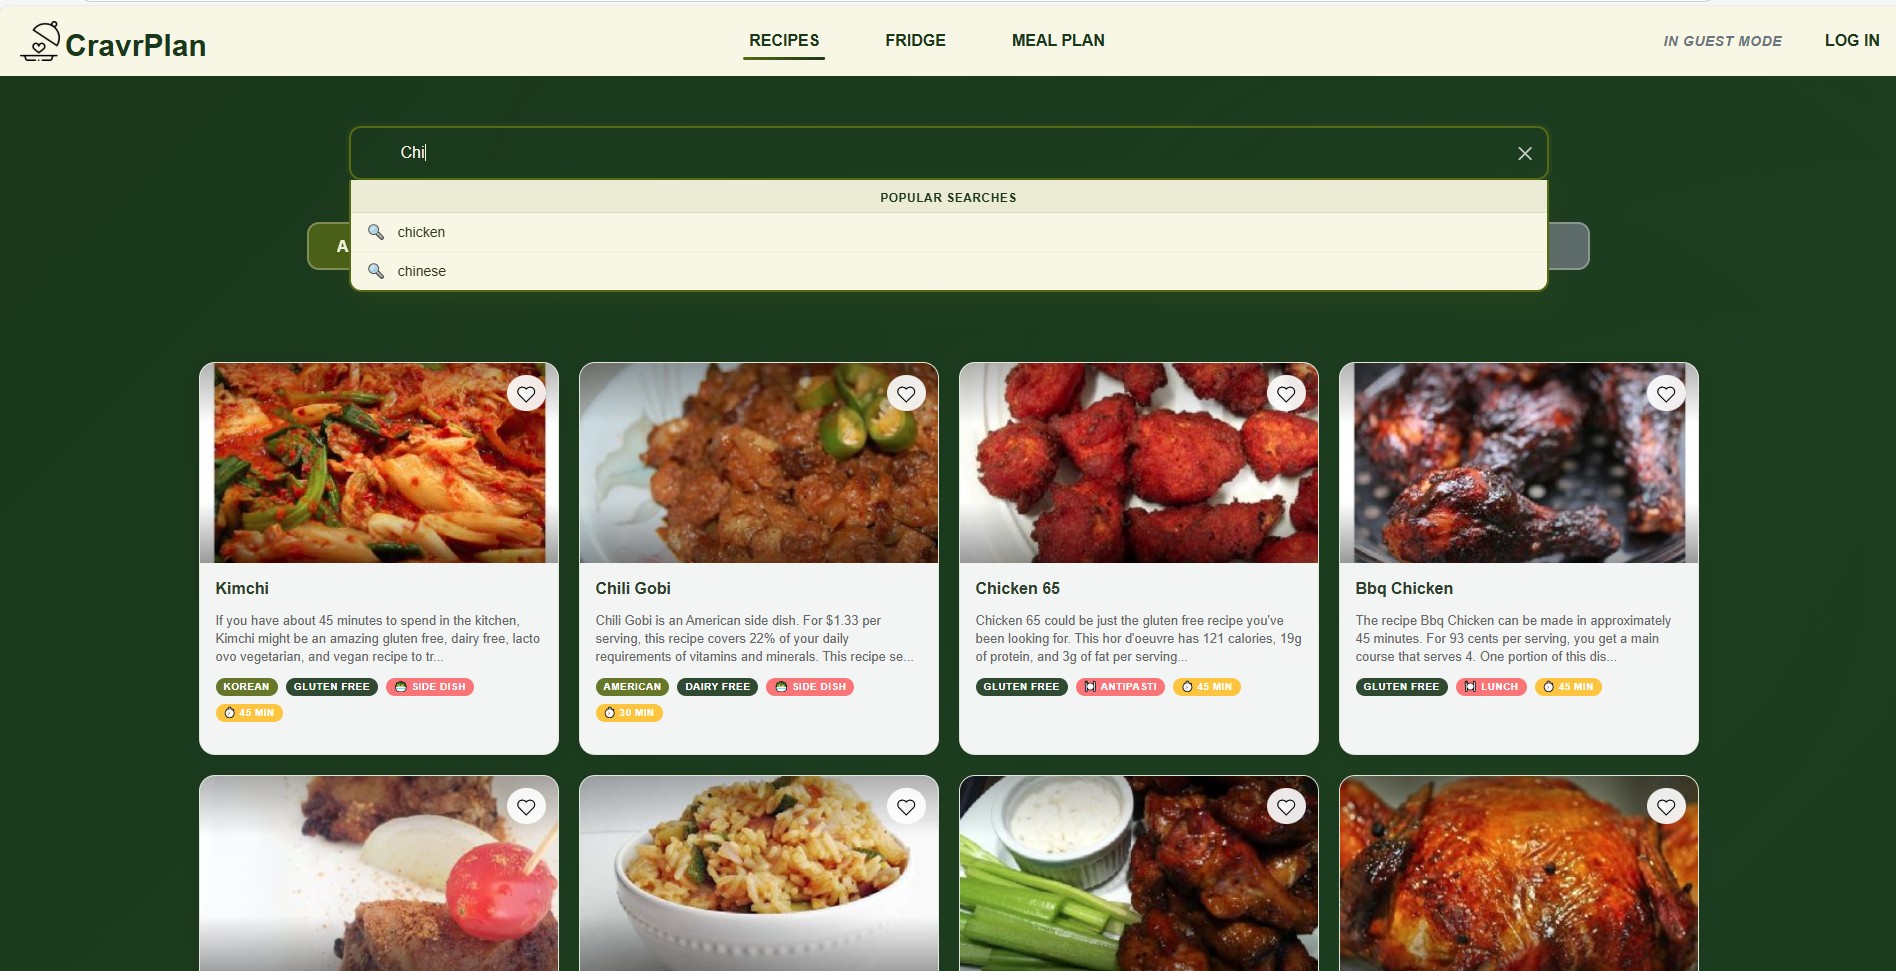 CravrPlan
RECIPES
FRIDGE
MEAL PLAN
IN GUEST MODE
LOG IN
Chi
POPULAR SEARCHES
chicken
chinese
A
Kimchi
If you have about 45 minutes to spend in the kitchen,
Kimchi might be an amazing gluten free, dairy free, lacto
ovo vegetarian, and vegan recipe to tr...
KOREAN
GLUTEN FREE
SIDE DISH
45 MIN
Chili Gobi
Chili Gobi is an American side dish. For $1.33 per
serving, this recipe covers 22% of your daily
requirements of vitamins and minerals. This recipe se...
AMERICAN
DAIRY FREE
SIDE DISH
30 MIN
Chicken 65
Chicken 65 could be just the gluten free recipe you've
been looking for. This hor d'oeuvre has 121 calories, 19g
of protein, and 3g of fat per serving...
GLUTEN FREE
ANTIPASTI
45 MIN
Bbq Chicken
The recipe Bbq Chicken can be made in approximately
45 minutes. For 93 cents per serving, you get a main
course that serves 4. One portion of this dis...
GLUTEN FREE
LUNCH
45 MIN